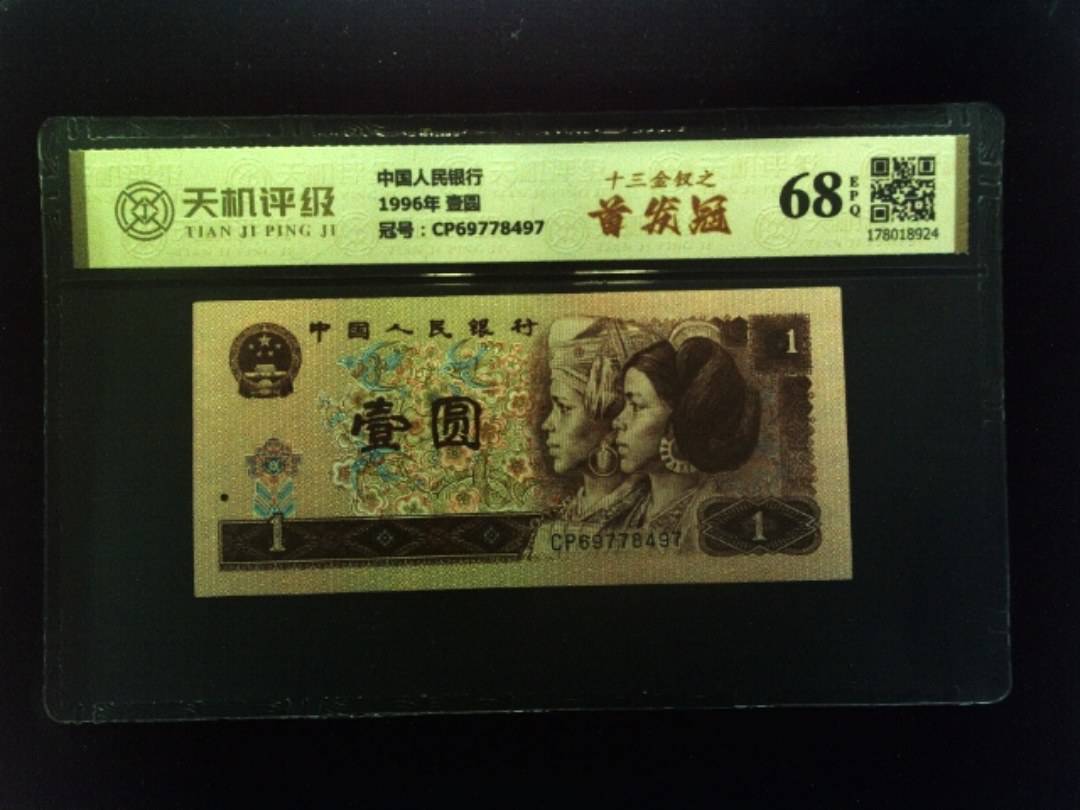 天机评级
TIAN JI PING JI
中国人民银行
1996年 壹圆
冠号：CP69778497
十三金钗之
首发冠
68
EPQ
178018924
中国人民银行
1
壹圆
1
CP69778497
1